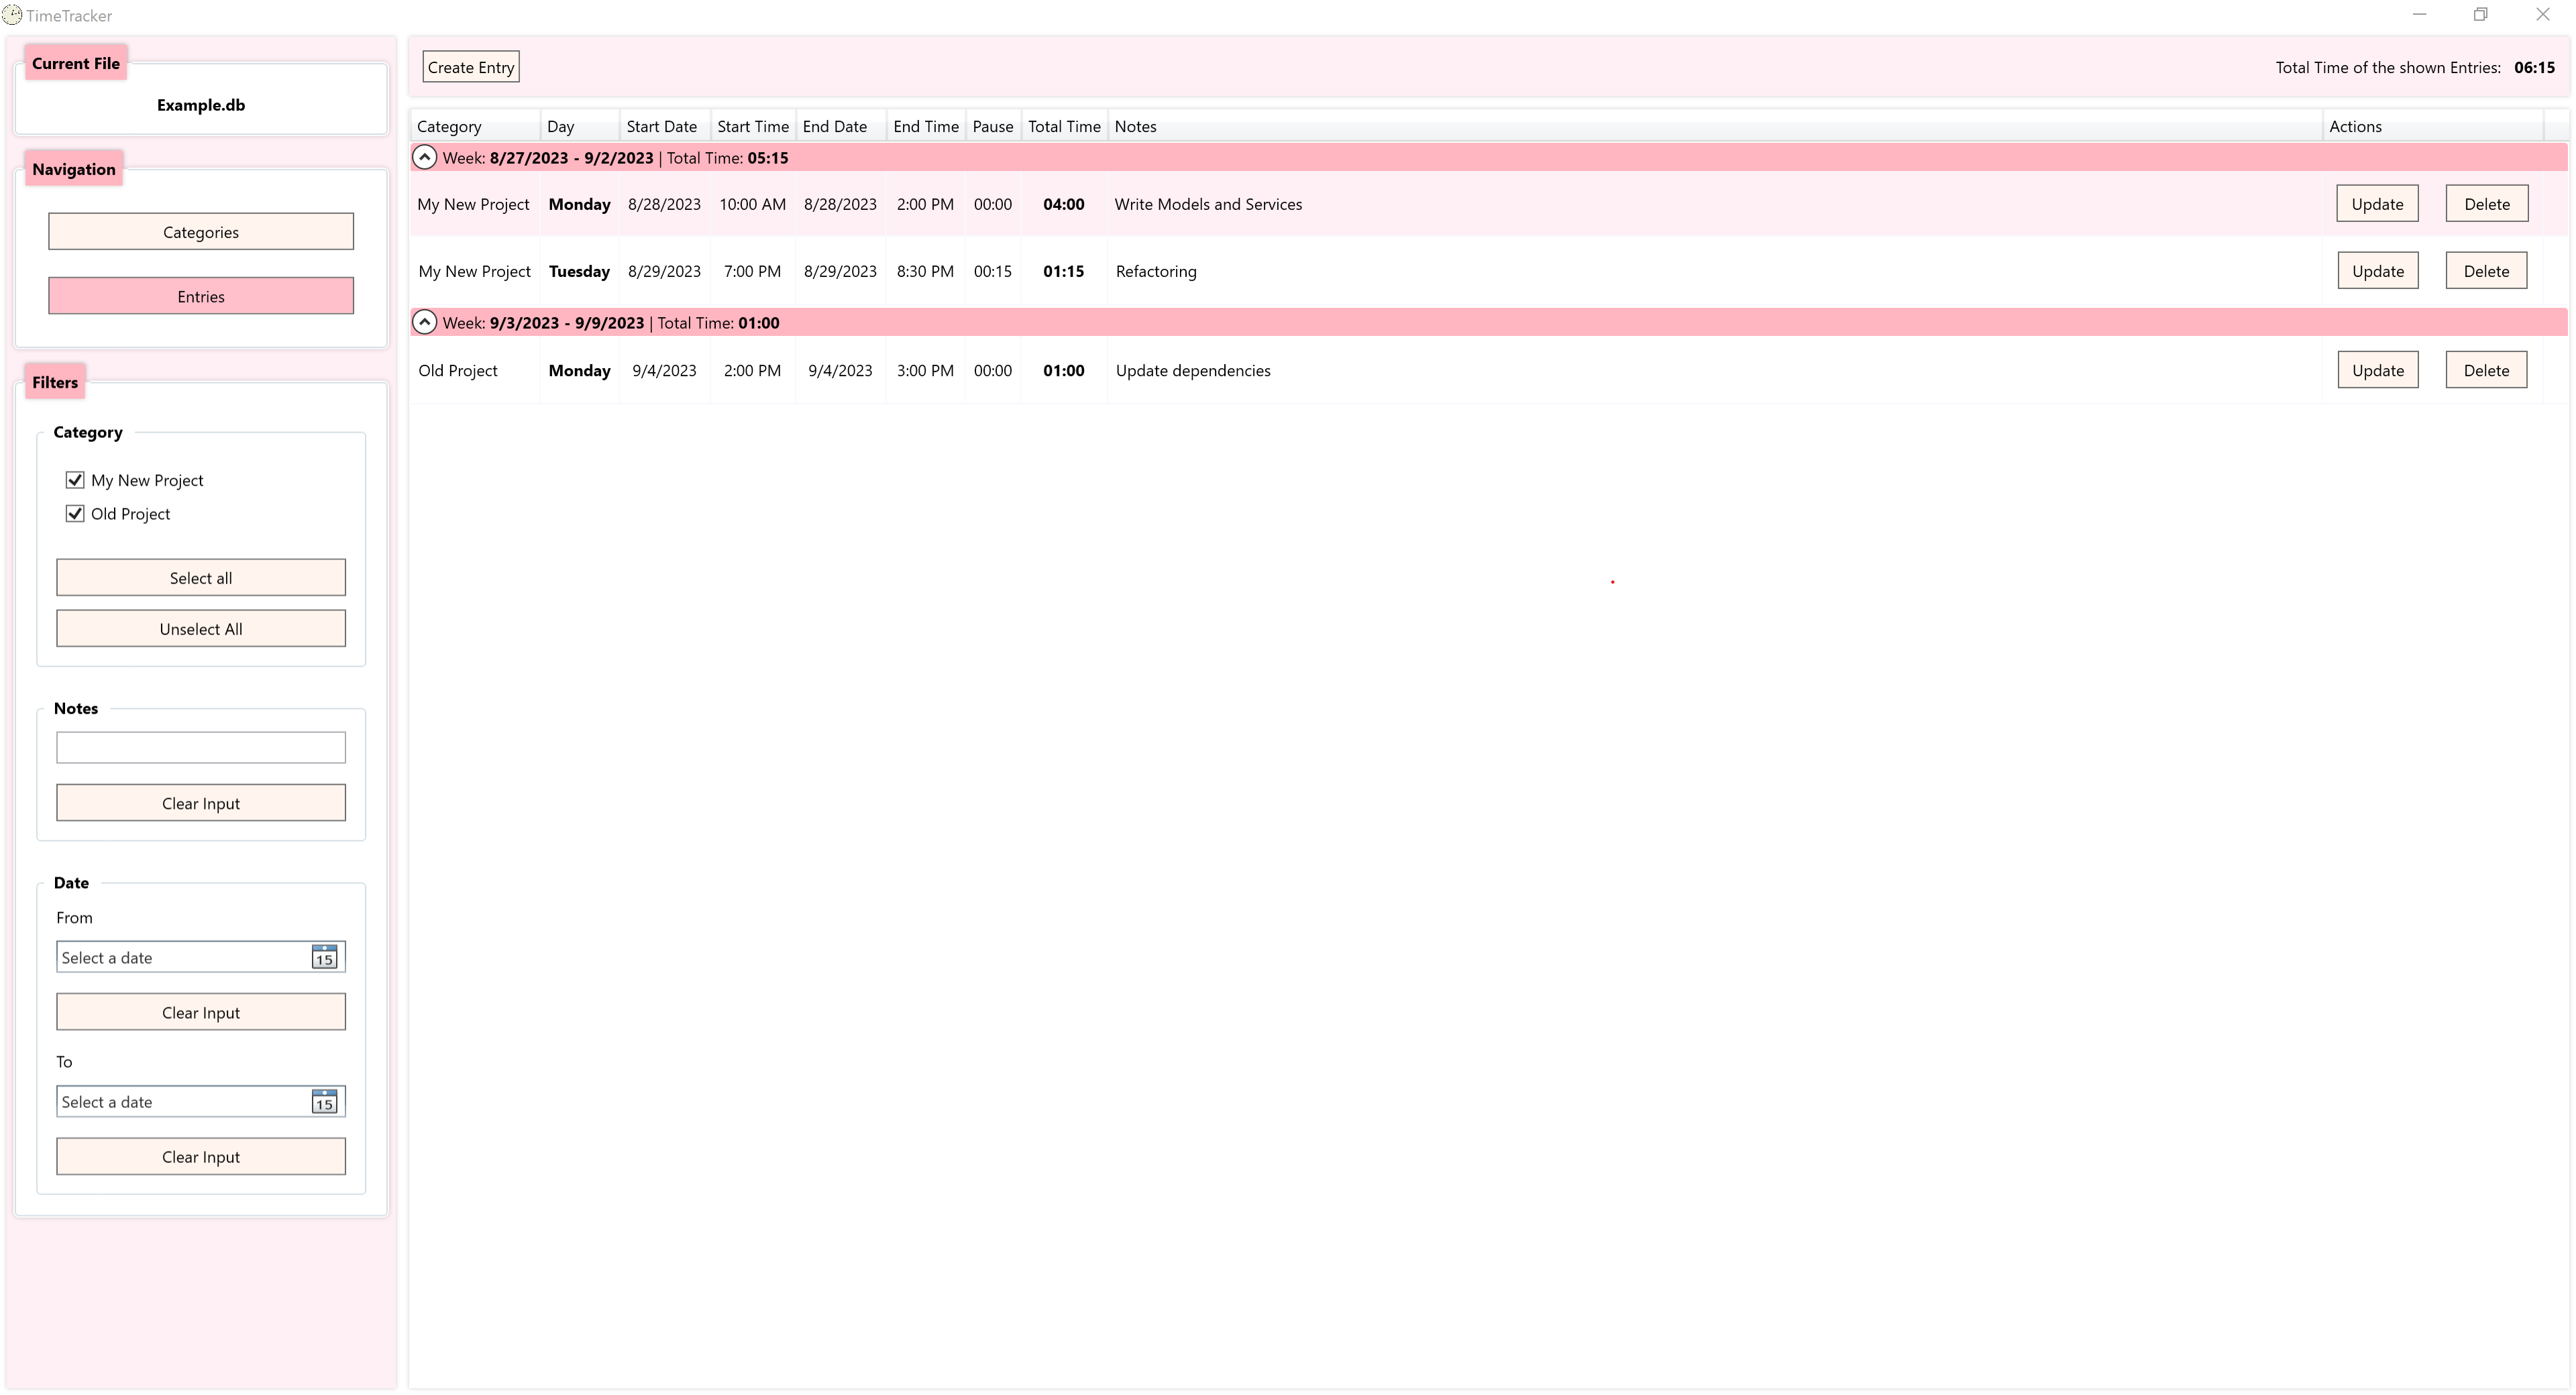 TimeTracker
Current File
Example.db
Navigation
Categories
Entries
Filters
Category
My New Project
Old Project
Select all
Unselect All
Notes
Clear Input
Date
From
Select a date 15
Clear Input
To
Select a date 15
Clear Input
Create Entry Total Time of the shown Entries: 06:15
Category Day Start Date Start Time End Date End Time Pause Total Time Notes Actions
Week: 8/27/2023 - 9/2/2023 | Total Time: 05:15
My New Project Monday 8/28/2023 10:00 AM 8/28/2023 2:00 PM 00:00 04:00 Write Models and Services Update Delete
My New Project Tuesday 8/29/2023 7:00 PM 8/29/2023 8:30 PM 00:15 01:15 Refactoring Update Delete
Week: 9/3/2023 - 9/9/2023 | Total Time: 01:00
Old Project Monday 9/4/2023 2:00 PM 9/4/2023 3:00 PM 00:00 01:00 Update dependencies Update Delete